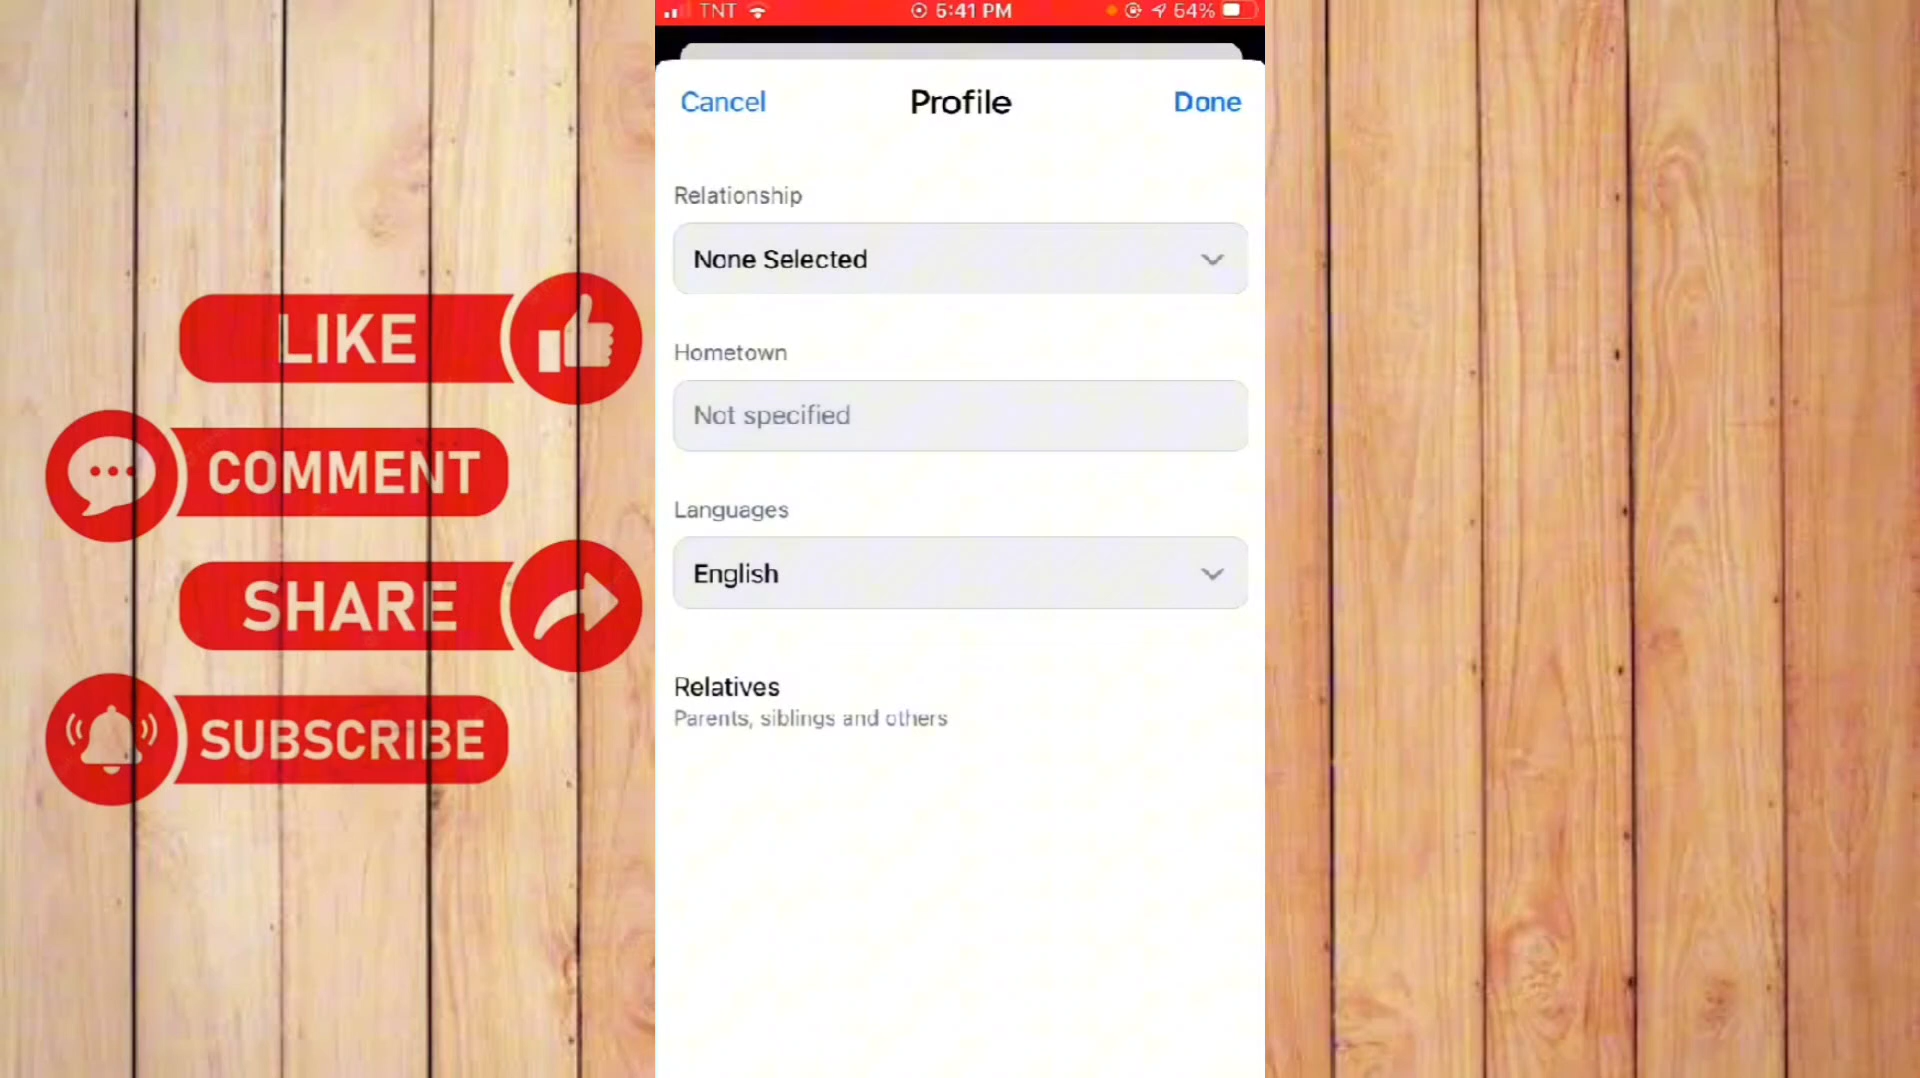 TNT
5:41 PM
54%
Cancel
Profile
Done
Relationship
None Selected
Hometown
Not specified
Languages
English
Relatives
Parents, siblings and others
LIKE
COMMENT
SHARE
SUBSCRIBE